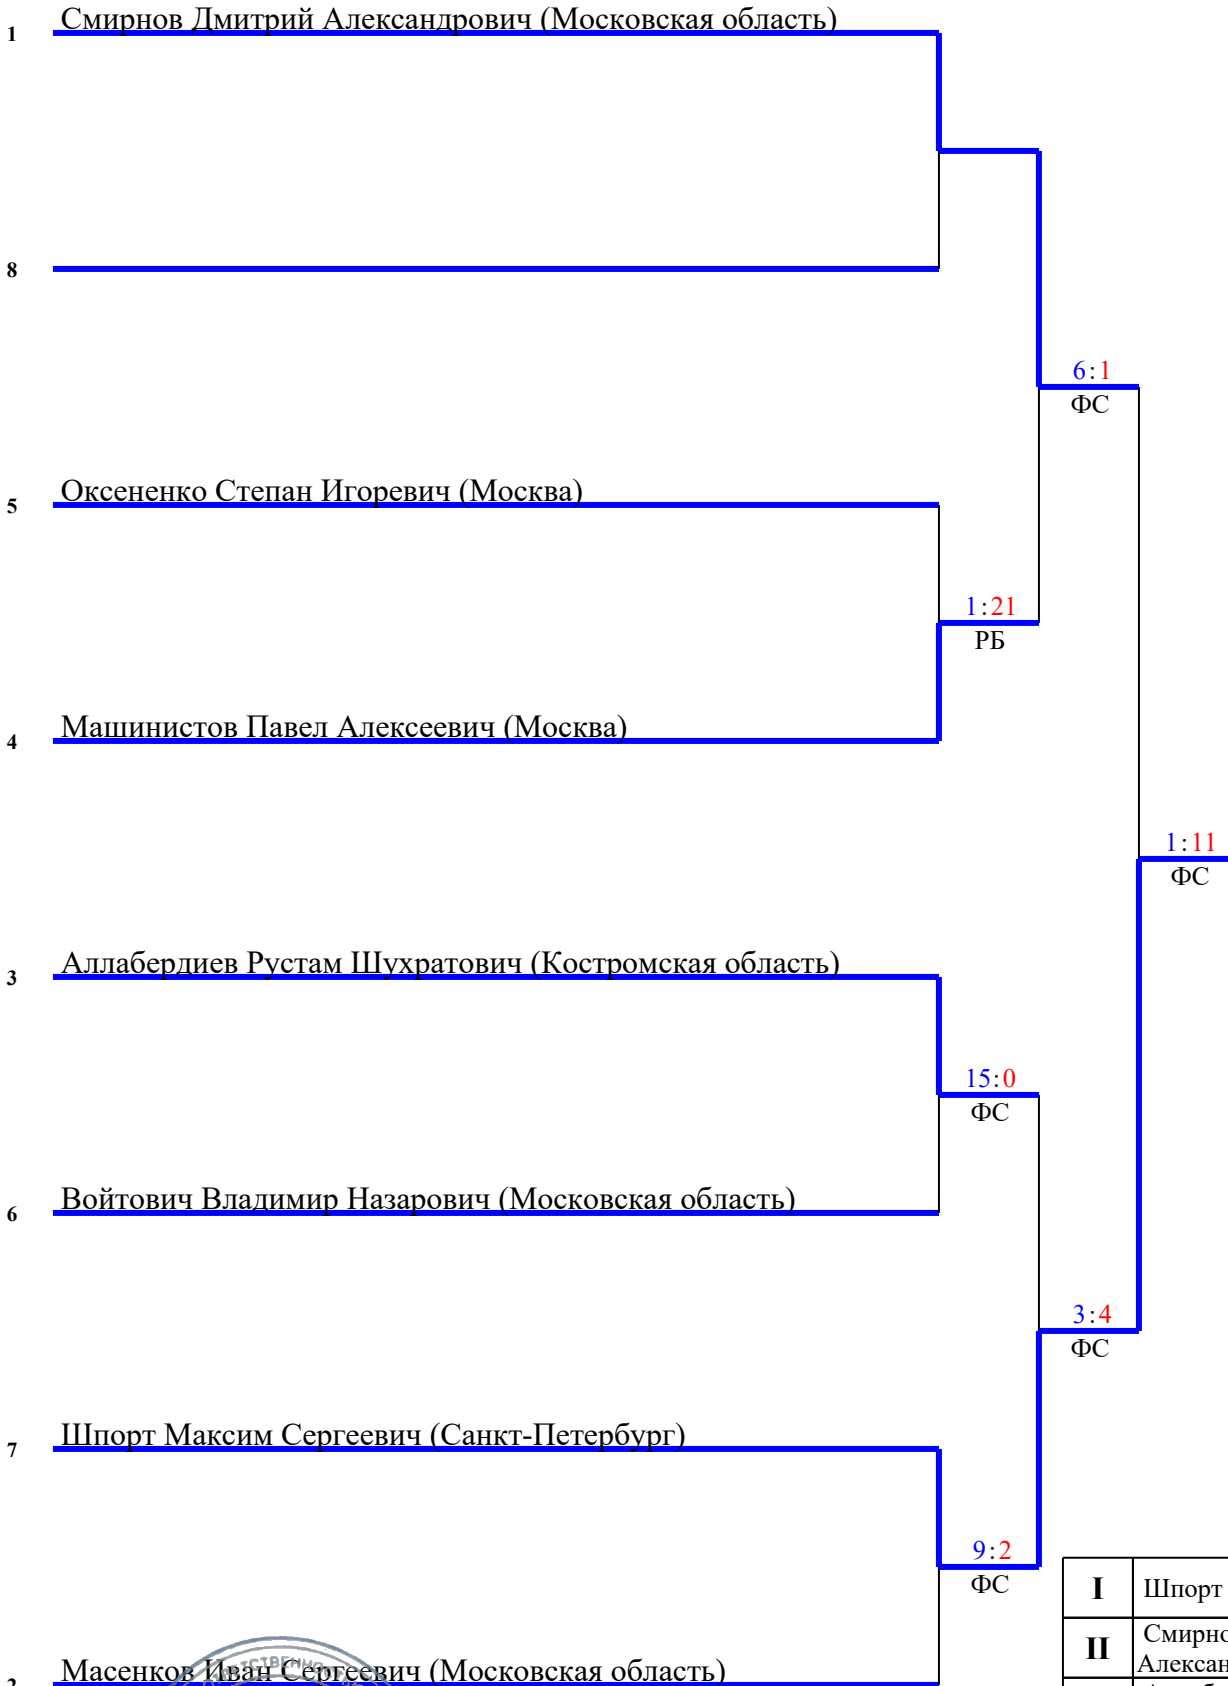 1 Смирнов Дмитрий Александрович (Московская область)
8
6:1
ФС
5 Оксененко Степан Игоревич (Москва)
1:21
РБ
4 Машинистов Павел Алексеевич (Москва)
1:11
ФС
3 Аллабердиев Рустам Шухратович (Костромская область)
15:0
ФС
6 Войтович Владимир Назарович (Московская область)
3:4
ФС
7 Шпорт Максим Сергеевич (Санкт-Петербург)
9:2
ФС
I Шпорт
II Смирно
Алексан
2 Масенков Иван Сергеевич (Московская область)